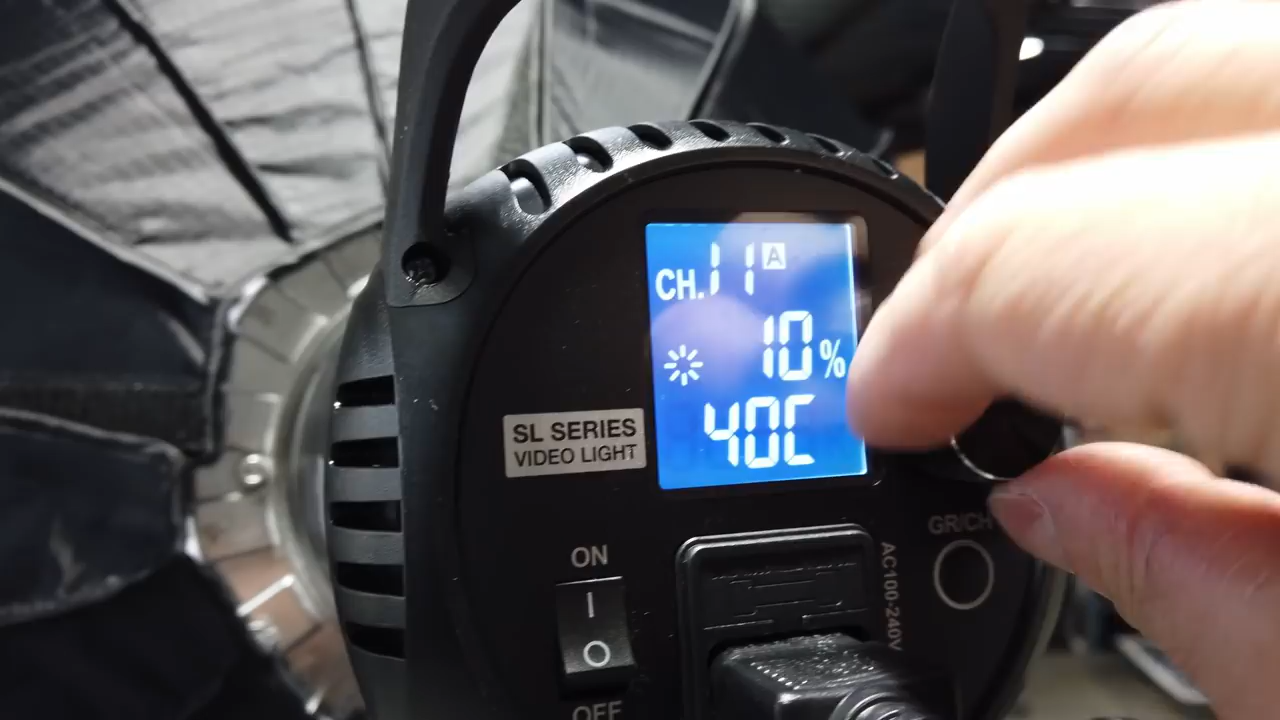 CH.11 A
10%
40C
SL SERIES
VIDEO LIGHT
ON
I
O
OFF
AC100-240V
GR/CH